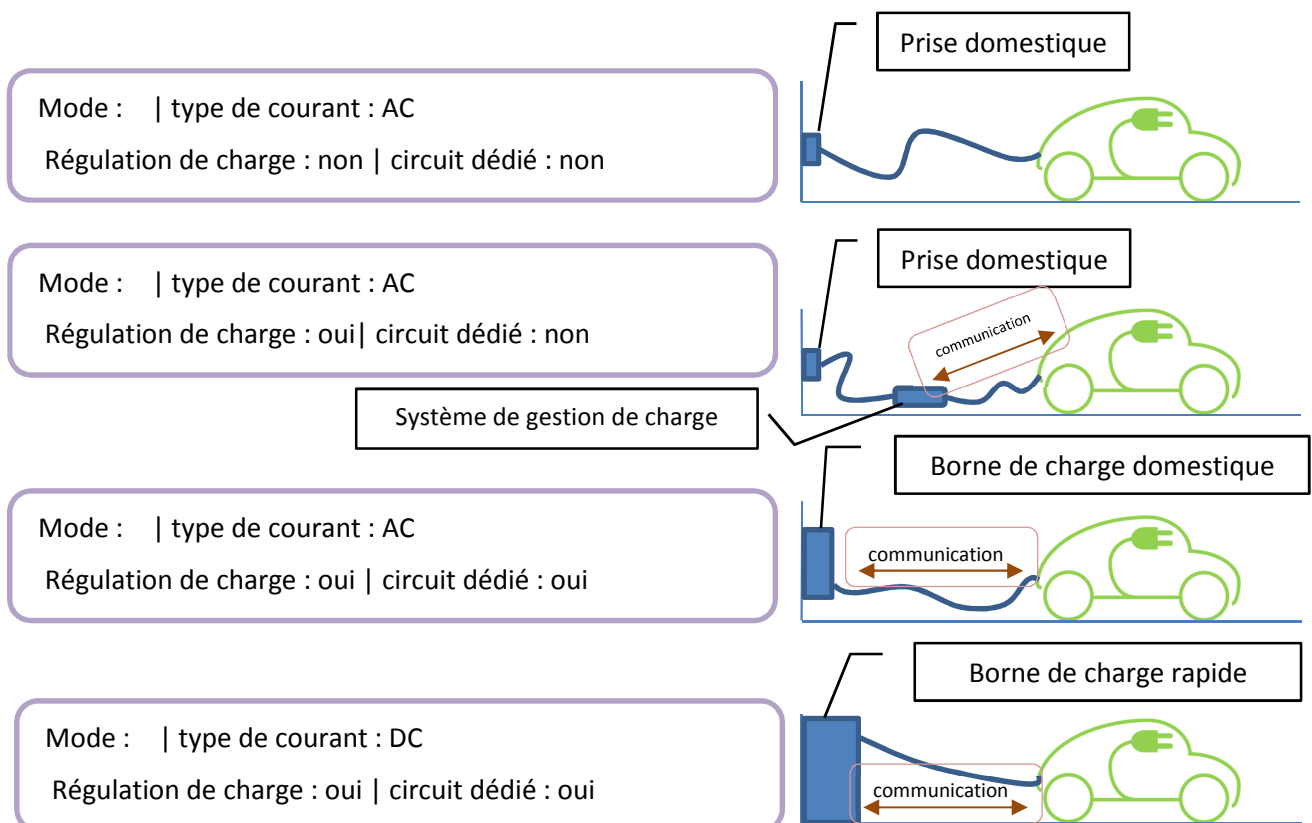 Prise domestique
Mode : | type de courant : AC
Régulation de charge : non | circuit dédié : non
Prise domestique
Mode : | type de courant : AC
Régulation de charge : oui| circuit dédié : non
communication
Système de gestion de charge
Borne de charge domestique
Mode : | type de courant : AC
Régulation de charge : oui | circuit dédié : oui
communication
Borne de charge rapide
Mode : | type de courant : DC
Régulation de charge : oui | circuit dédié : oui
communication